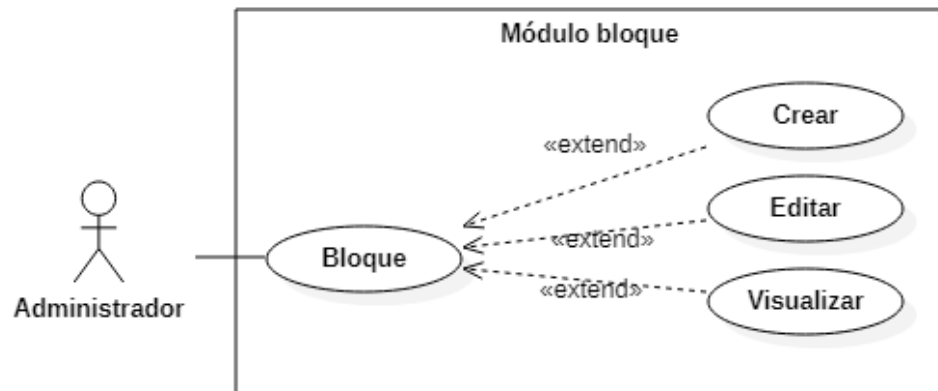 Módulo bloque
Crear
«extend»
Editar
«extend»
Bloque
«extend»
Visualizar
Administrador